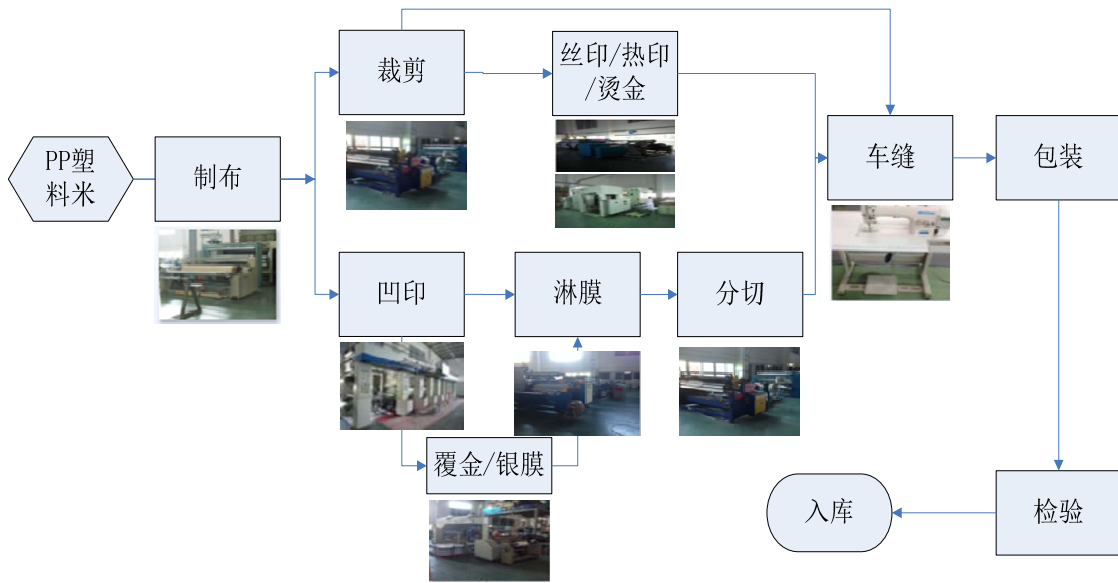 PP塑
料米
制布
裁剪
丝印/热印
/烫金
车缝
包装
凹印
淋膜
分切
覆金/银膜
入库
检验